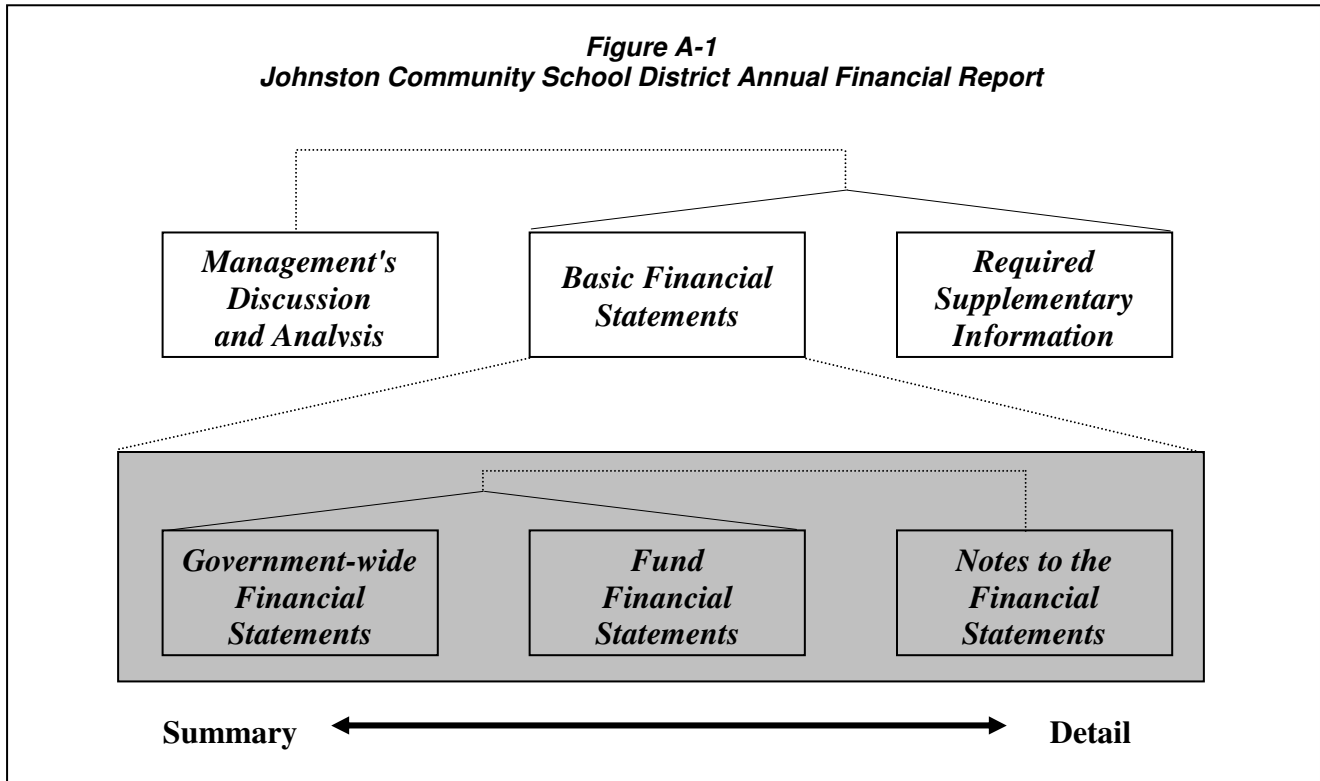 Figure A-1
Johnston Community School District Annual Financial Report
Management's
Discussion
and Analysis
Basic Financial
Statements
Required
Supplementary
Information
Government-wide
Financial
Statements
Fund
Financial
Statements
Notes to the
Financial
Statements
Summary
Detail